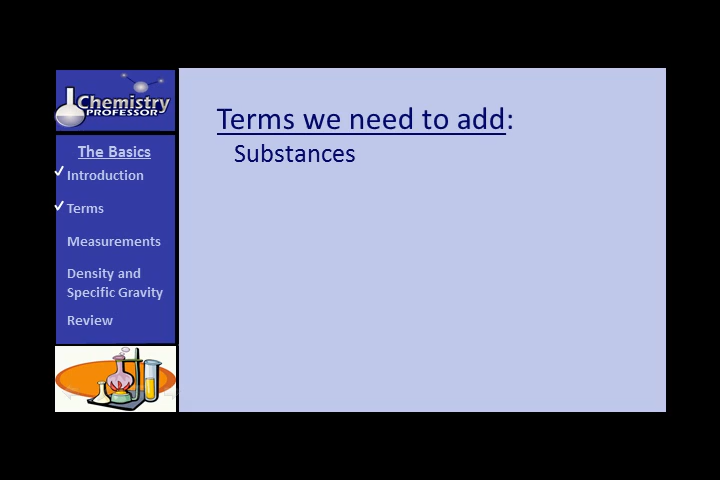 Chemistry
PROFESSOR
The Basics
✓ Introduction
✓ Terms
Measurements
Density and
Specific Gravity
Review
Terms we need to add:
Substances